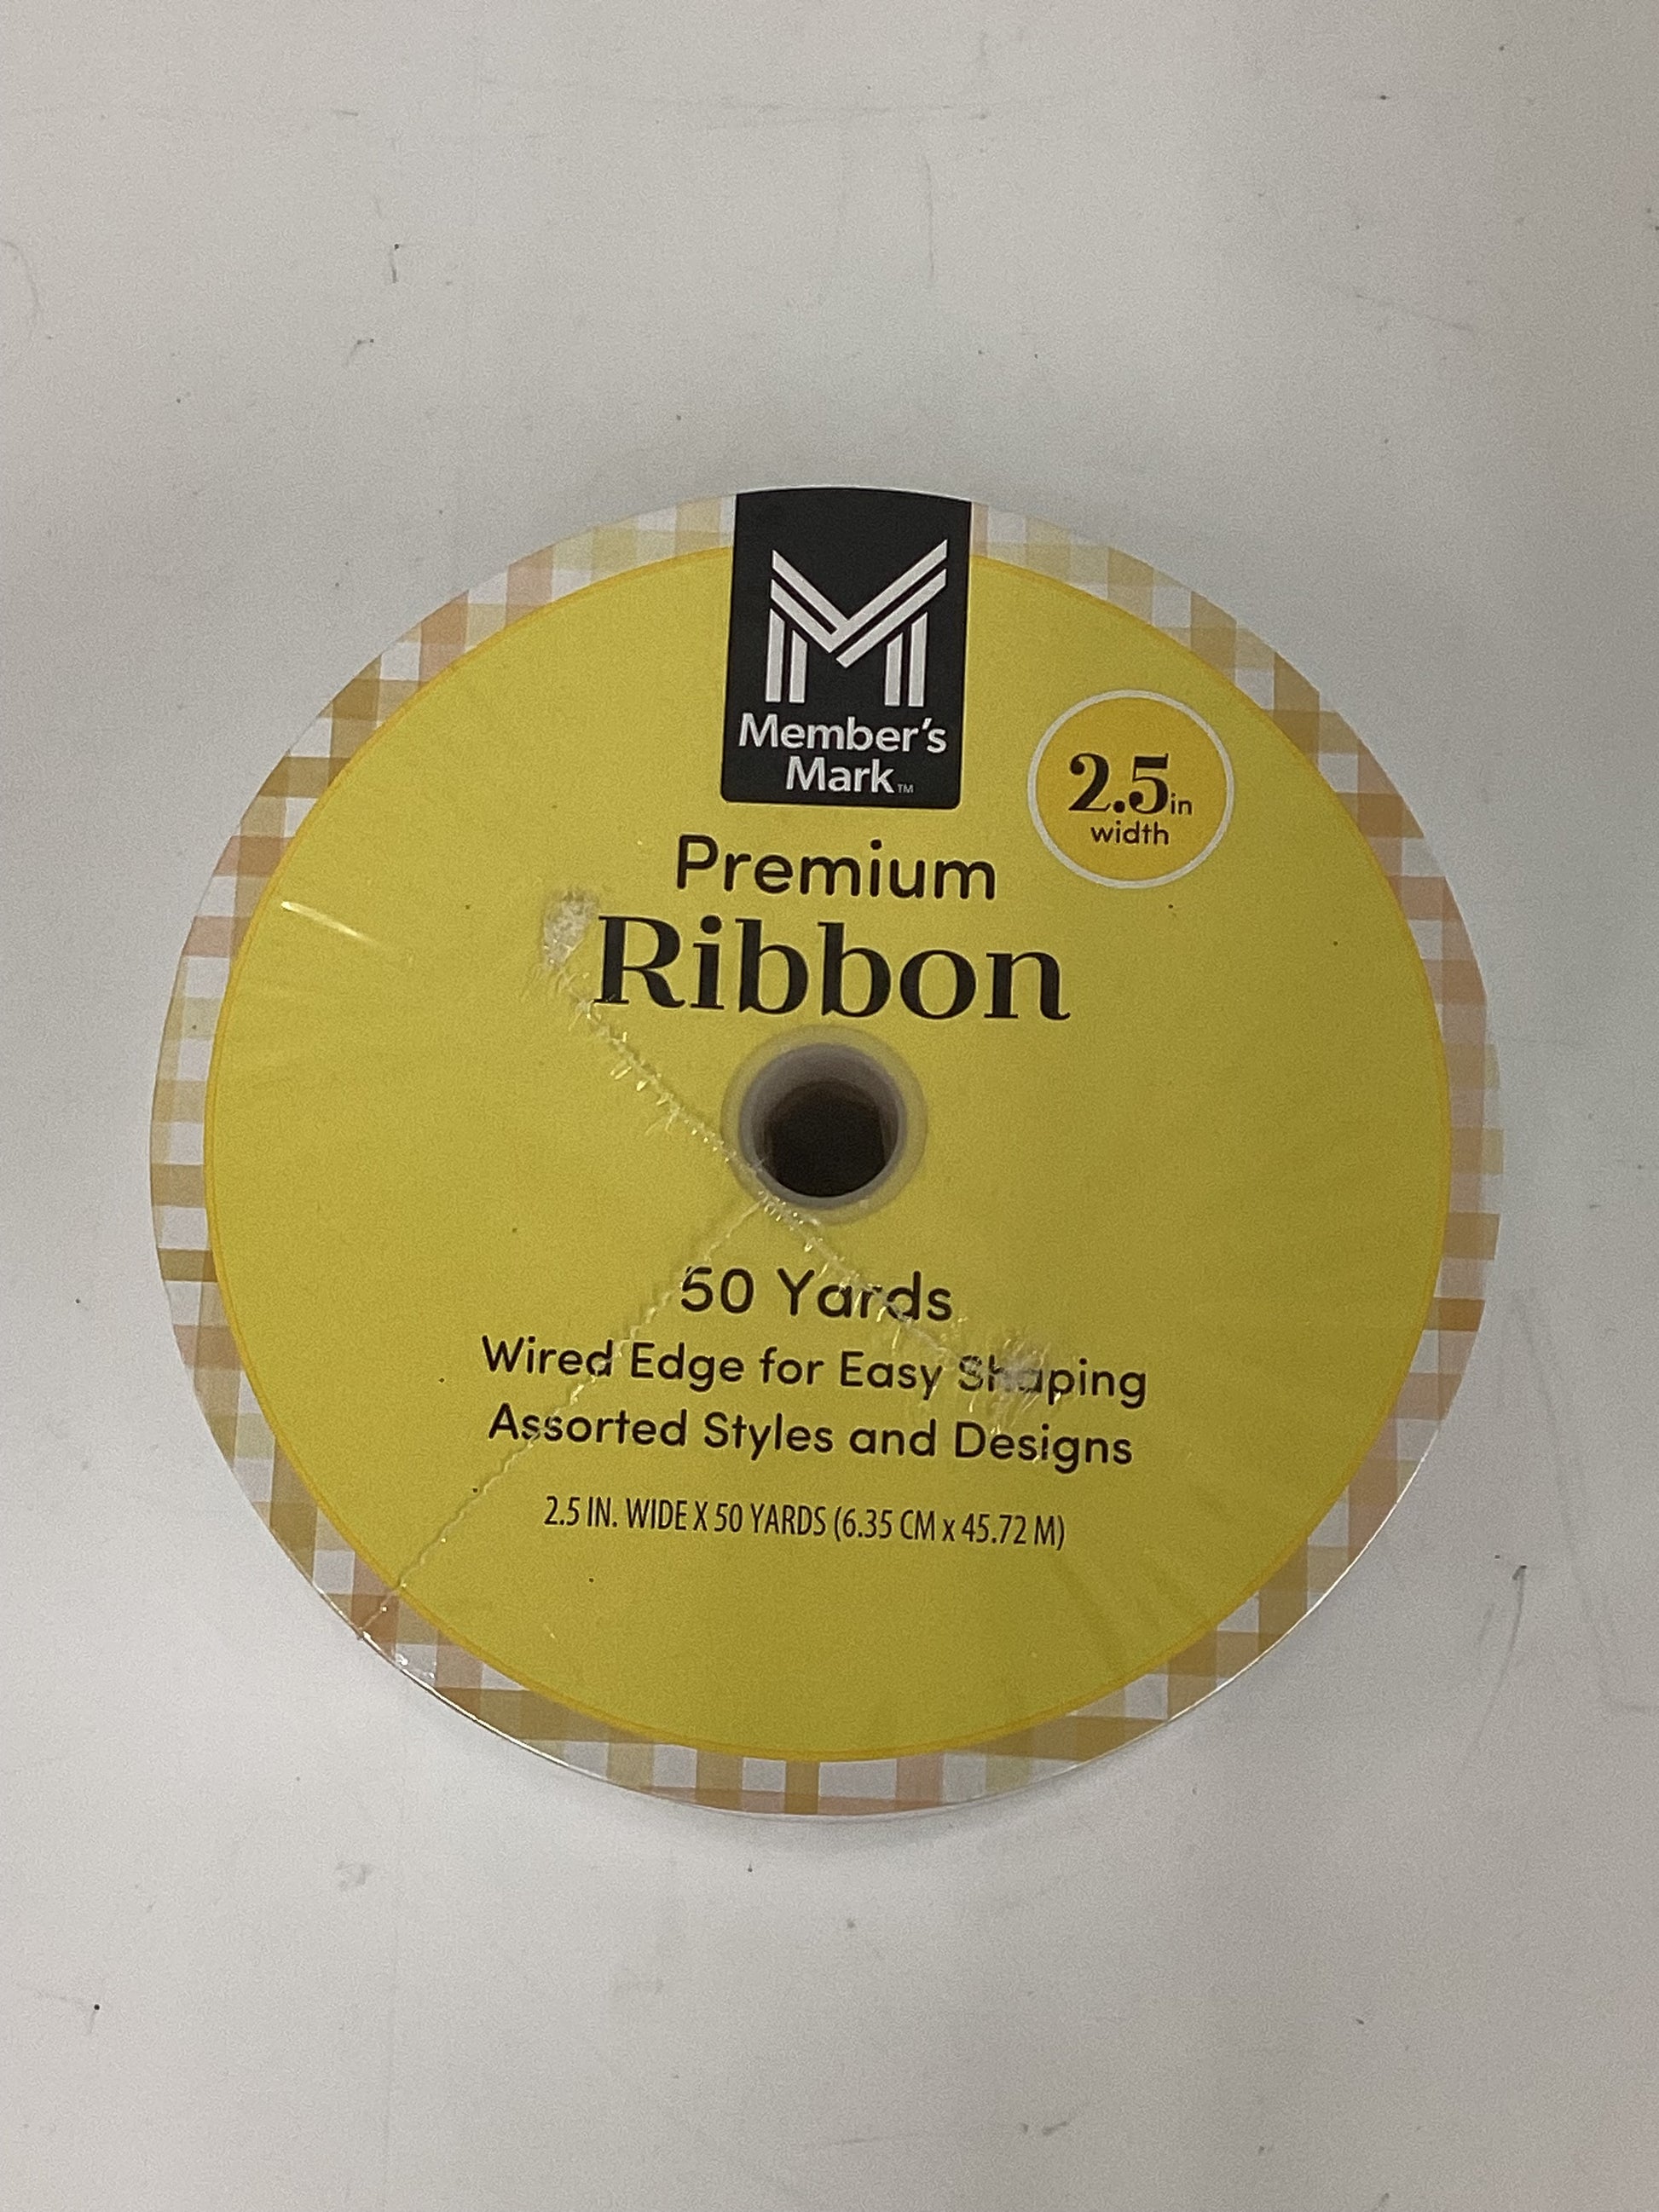 Member's
Mark™
2.5in
width
Premium
Ribbon
50 Yards
Wired Edge for Easy Shaping
Assorted Styles and Designs
2.5 IN. WIDE X 50 YARDS (6.35 CM x 45.72 M)